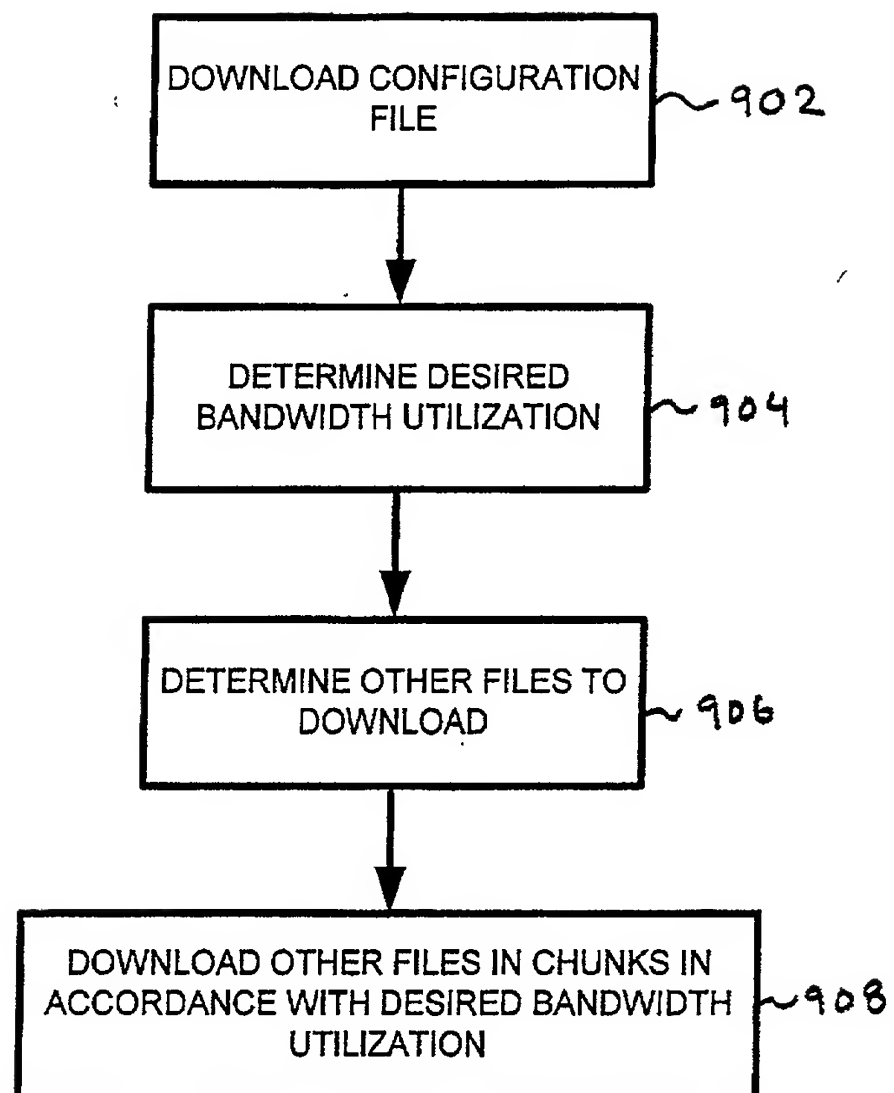 DOWNLOAD CONFIGURATION
FILE
902
DETERMINE DESIRED
BANDWIDTH UTILIZATION
904
DETERMINE OTHER FILES TO
DOWNLOAD
906
DOWNLOAD OTHER FILES IN CHUNKS IN
ACCORDANCE WITH DESIRED BANDWIDTH
UTILIZATION
908